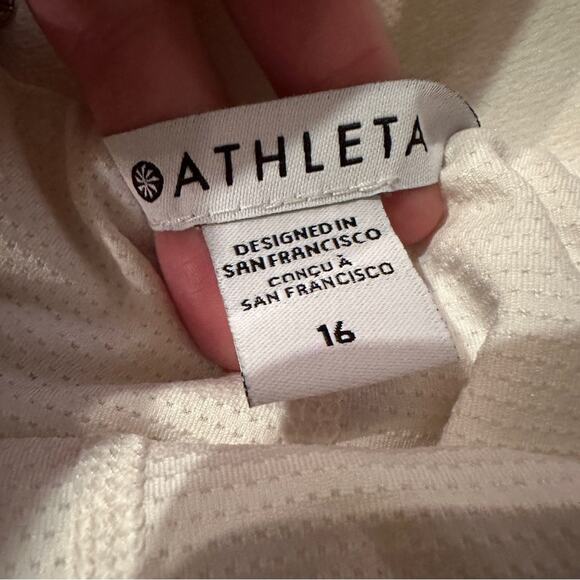 ATHLETA
DESIGNED IN
SAN FRANCISCO
CONÇU À
SAN FRANCISCO
16